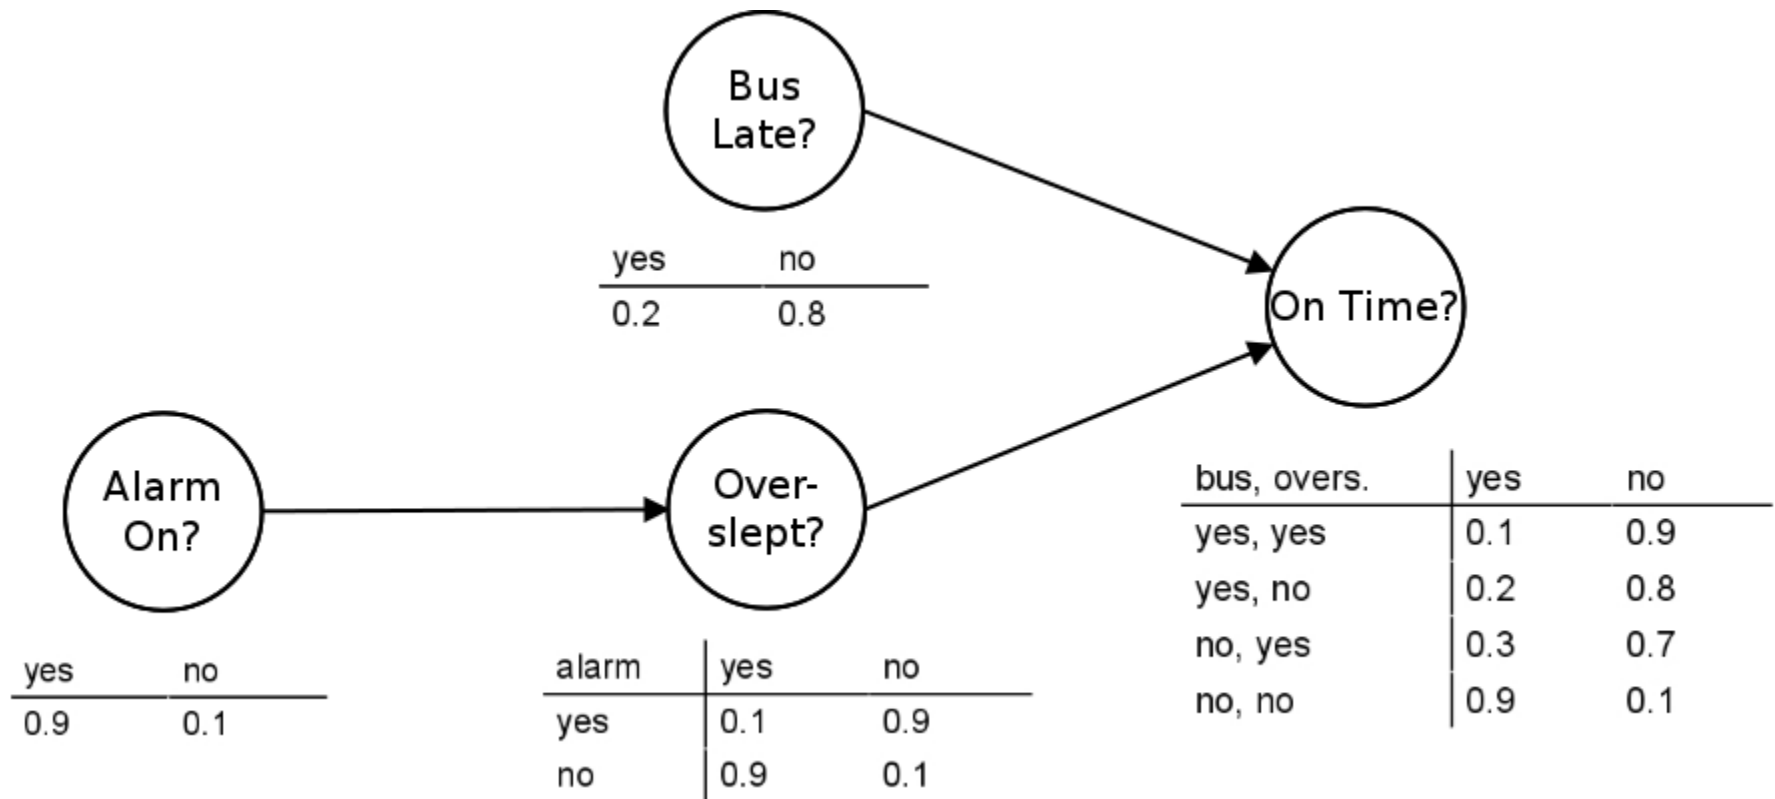 Bus
Late?
yes no
0.2 0.8
On Time?
Alarm
On?
yes no
0.9 0.1
Over-
slept?
alarm yes no
yes 0.1 0.9
no 0.9 0.1
bus, overs. yes no
yes, yes 0.1 0.9
yes, no 0.2 0.8
no, yes 0.3 0.7
no, no 0.9 0.1